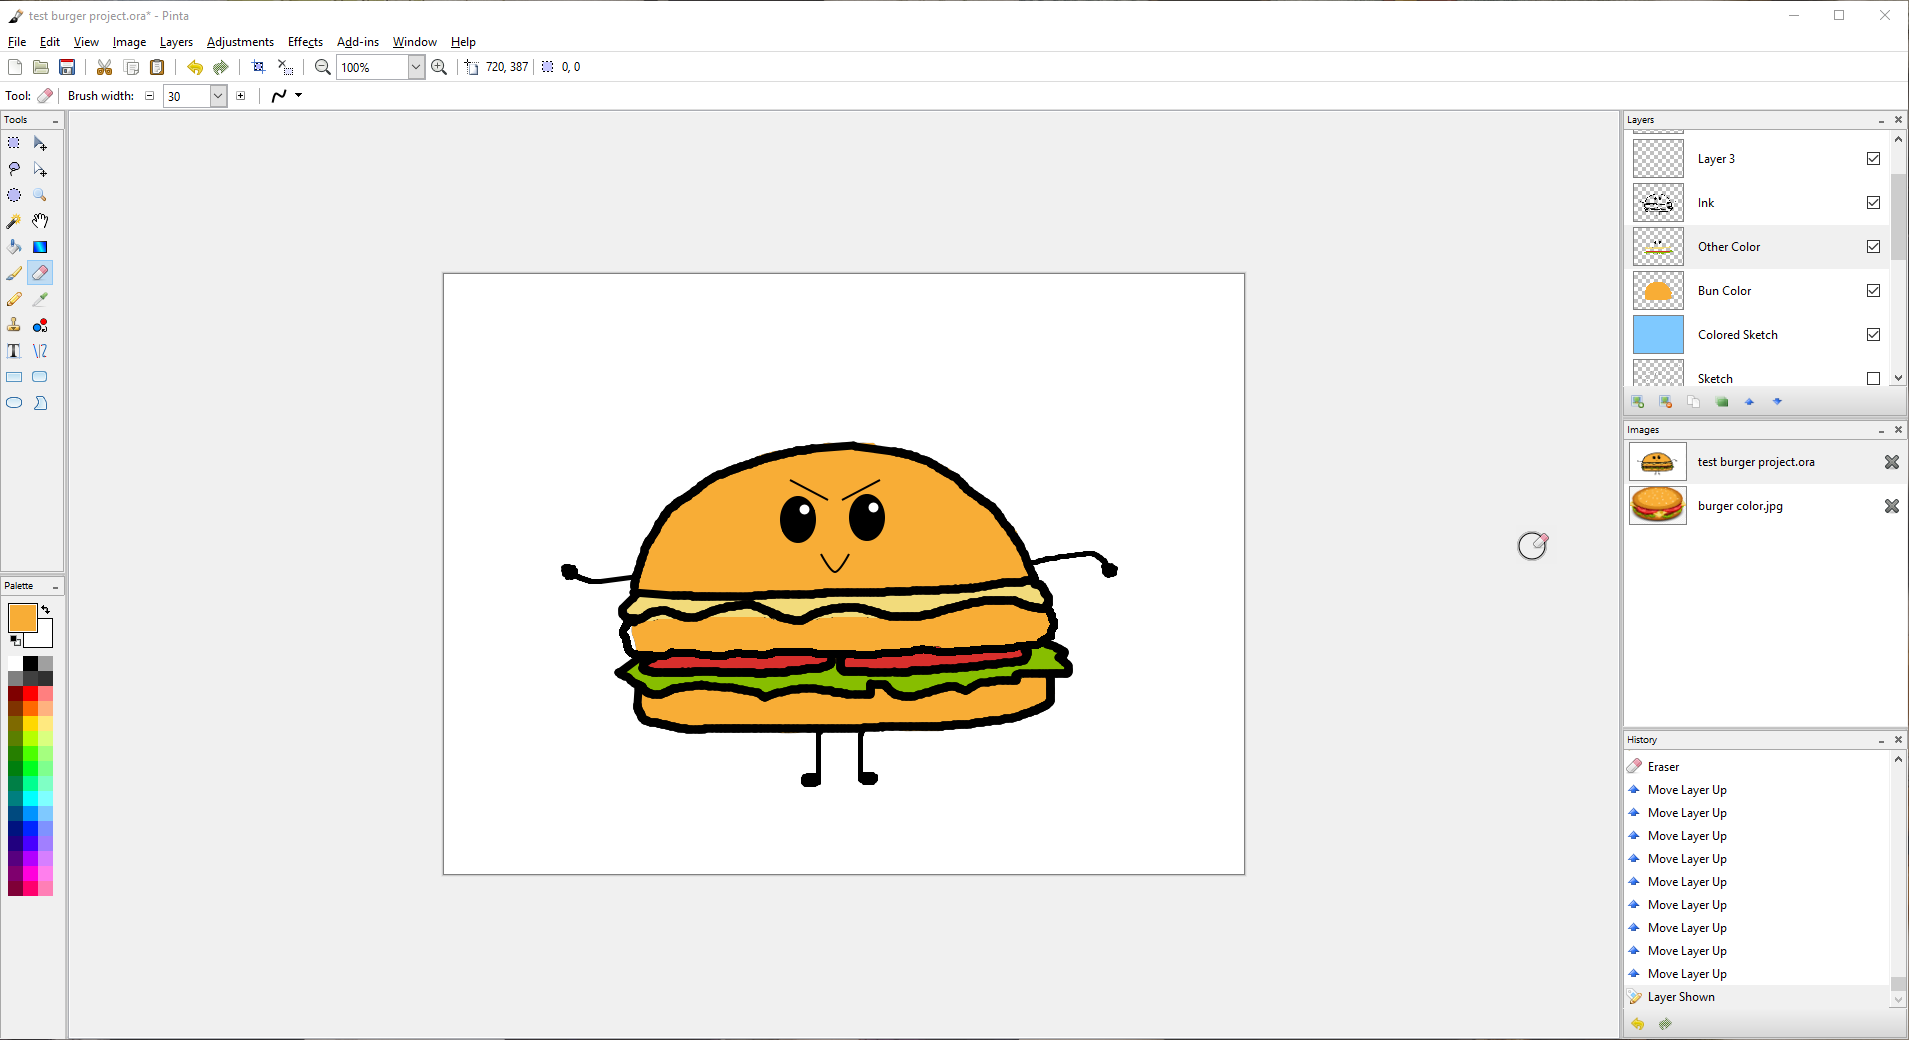 test burger project.ora* - Pinta
File Edit View Image Layers Adjustments Effects Add-ins Window Help
100% 720, 387 0, 0
Tool: Brush width: 30
Tools
Layers
Layer 3
Ink
Other Color
Bun Color
Colored Sketch
Sketch
Images
test burger project.ora
burger color.jpg
Palette
History
Eraser
Move Layer Up
Move Layer Up
Move Layer Up
Move Layer Up
Move Layer Up
Move Layer Up
Move Layer Up
Move Layer Up
Move Layer Up
Layer Shown